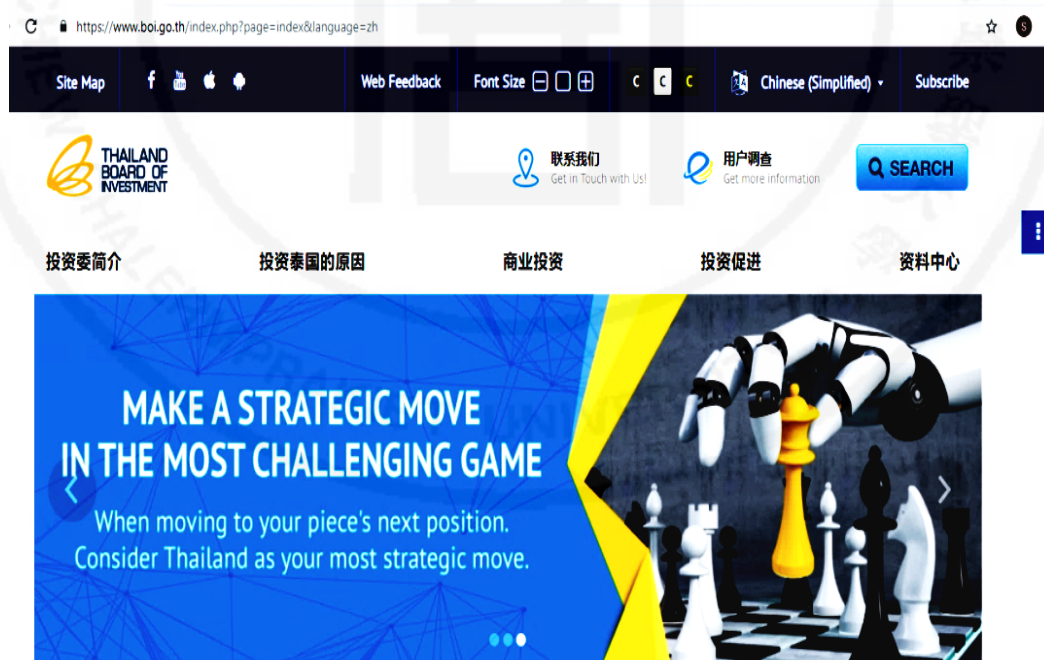 https://www.boi.go.th/index.php?page=index&language=zh
S
Site Map
Web Feedback
Font Size
C C C
Chinese (Simplified)
Subscribe
THAILAND
BOARD OF
INVESTMENT
联系我们
Get in Touch with Us!
用户调查
Get more information
SEARCH
投资委简介 投资泰国的原因 商业投资 投资促进 资料中心
MAKE A STRATEGIC MOVE
IN THE MOST CHALLENGING GAME
When moving to your piece's next position.
Consider Thailand as your most strategic move.